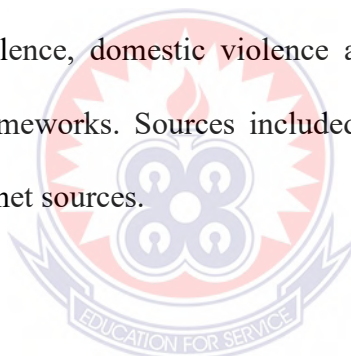 lence, domestic violence a
meworks. Sources included
net sources.
EDUCATION FOR SERVICE